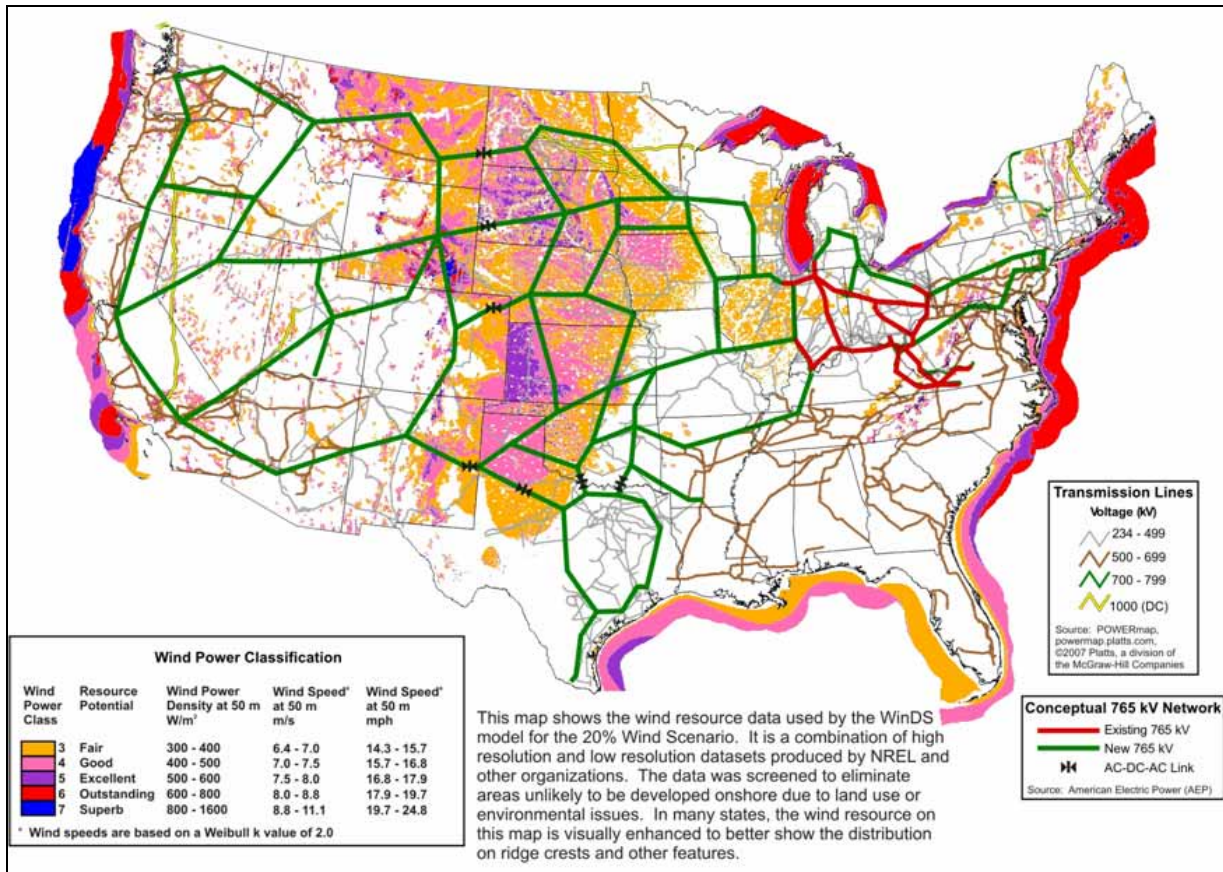 Transmission Lines
Voltage (kV)
234 - 499
500 - 699
700 - 799
1000 (DC)
Source: POWERmap,
powermap.platts.com,
©2007 Platts, a division of
the McGraw-Hill Companies
Wind Power Classification
Wind Power Class Resource Potential Wind Power Density at 50 m W/m² Wind Speed* at 50 m m/s Wind Speed* at 50 m mph
3 Fair 300 - 400 6.4 - 7.0 14.3 - 15.7
4 Good 400 - 500 7.0 - 7.5 15.7 - 16.8
5 Excellent 500 - 600 7.5 - 8.0 16.8 - 17.9
6 Outstanding 600 - 800 8.0 - 8.8 17.9 - 19.7
7 Superb 800 - 1600 8.8 - 11.1 19.7 - 24.8
* Wind speeds are based on a Weibull k value of 2.0
This map shows the wind resource data used by the WinDS
model for the 20% Wind Scenario. It is a combination of high
resolution and low resolution datasets produced by NREL and
other organizations. The data was screened to eliminate
areas unlikely to be developed onshore due to land use or
environmental issues. In many states, the wind resource on
this map is visually enhanced to better show the distribution
on ridge crests and other features.
Conceptual 765 kV Network
Existing 765 kV
New 765 kV
AC-DC-AC Link
Source: American Electric Power (AEP)